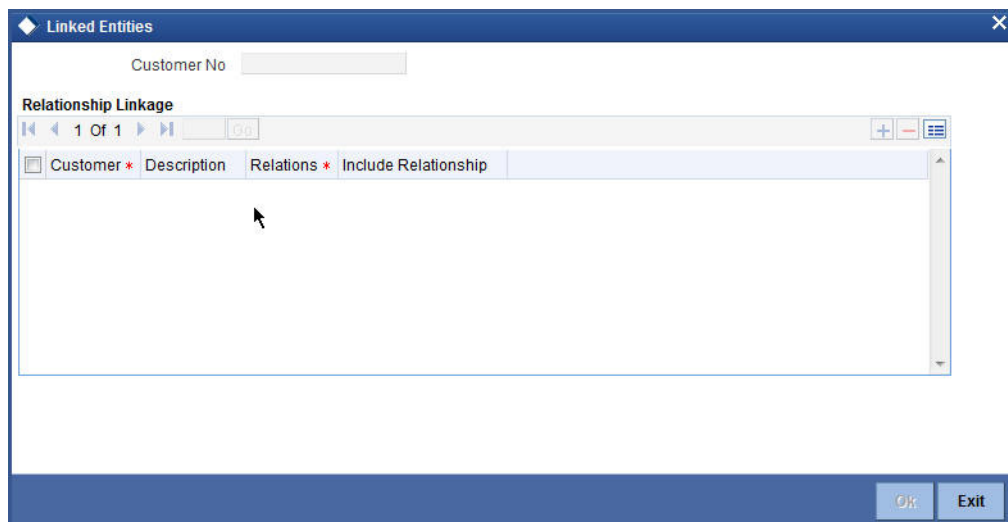 Linked Entities
Customer No
Relationship Linkage
1 Of 1 Go
Customer * Description Relations * Include Relationship
Ok Exit